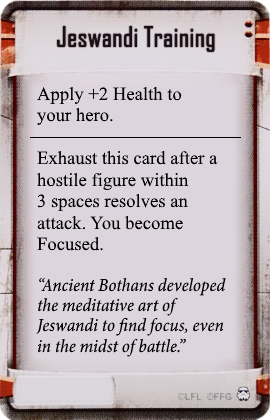 Jeswandi Training
Apply +2 Health to
your hero.
Exhaust this card after a
hostile figure within
3 spaces resolves an
attack. You become
Focused.
“Ancient Bothans developed
the meditative art of
Jeswandi to find focus, even
in the midst of battle.”
©LFL ©FFG